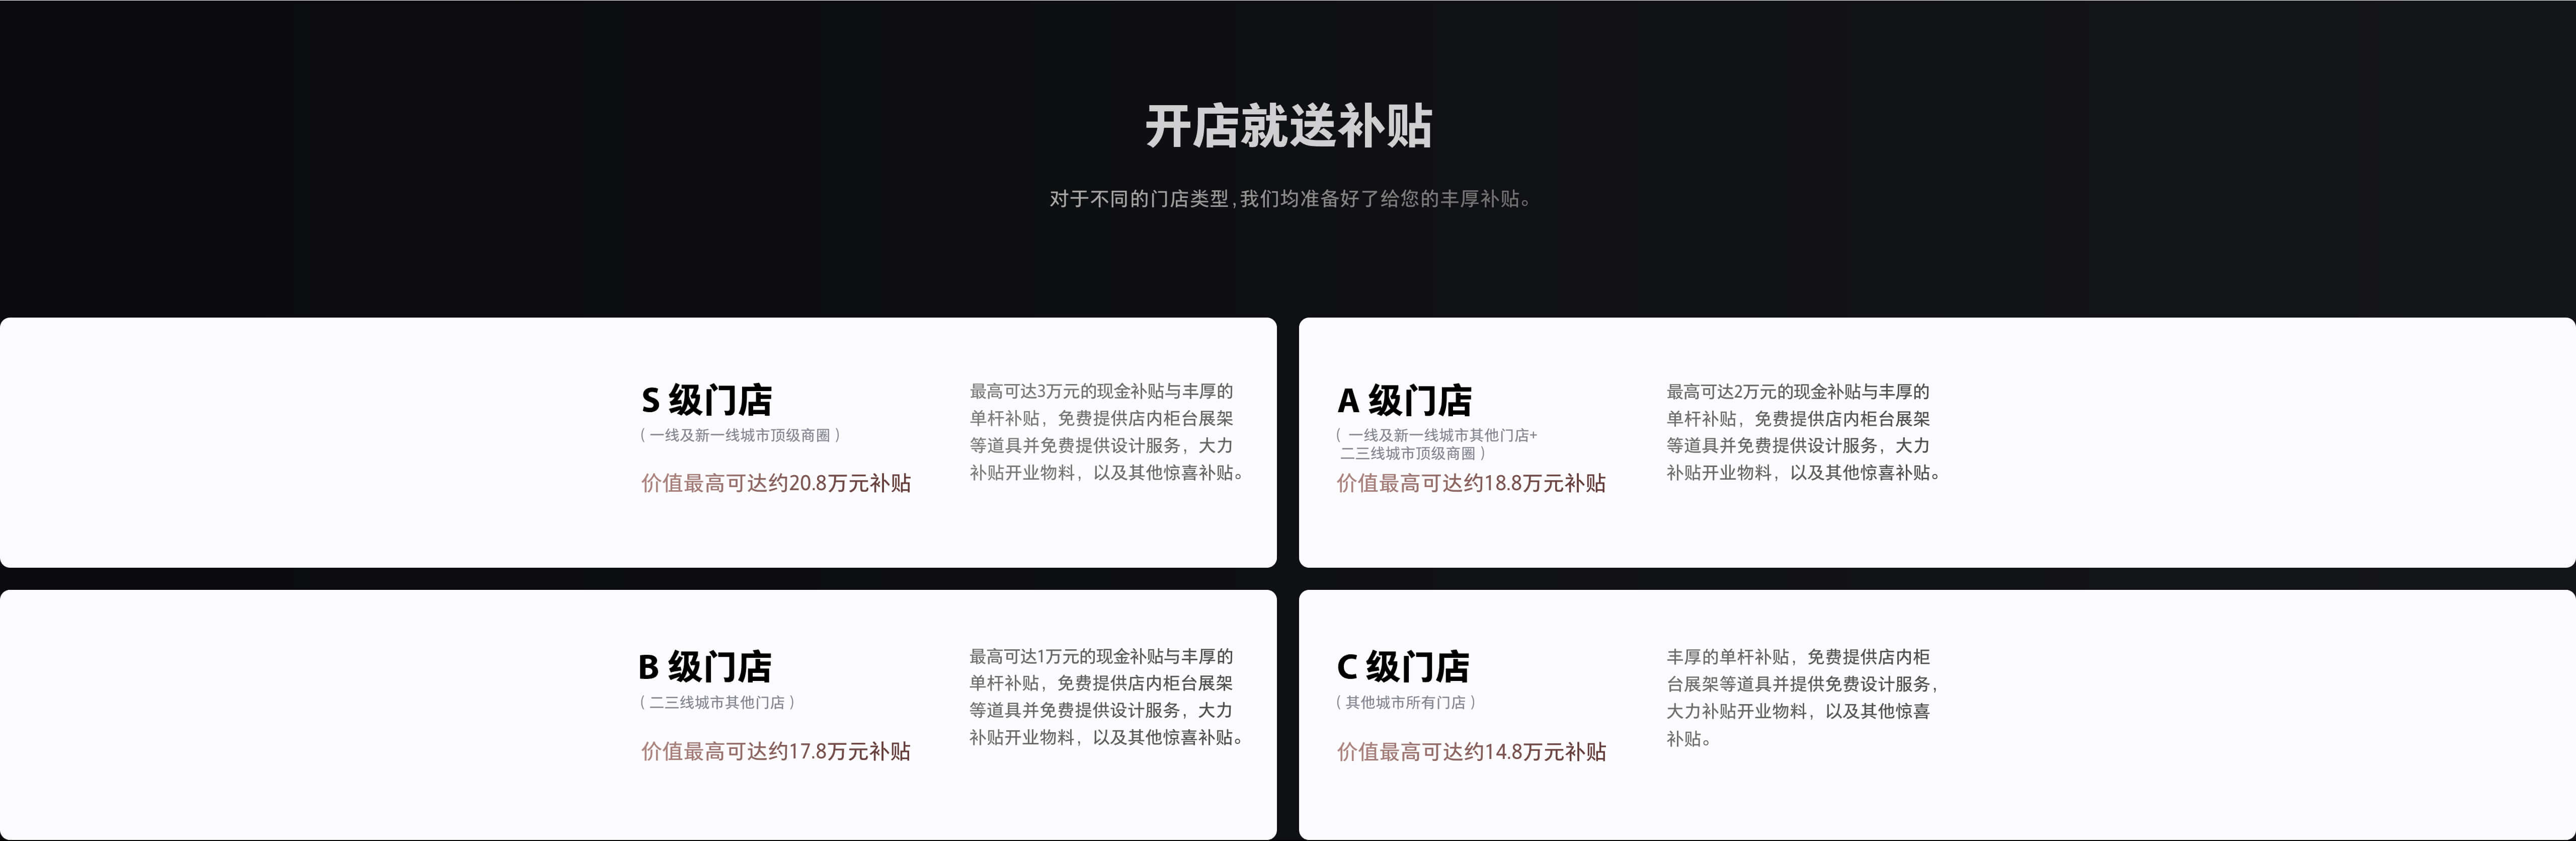 开店就送补贴
对于不同的门店类型,我们均准备好了给您的丰厚补贴。
S 级门店
（一线及新一线城市顶级商圈）
价值最高可达约20.8万元补贴
最高可达3万元的现金补贴与丰厚的
单杆补贴，免费提供店内柜台展架
等道具并免费提供设计服务，大力
补贴开业物料，以及其他惊喜补贴。
A 级门店
（ 一线及新一线城市其他门店+
二三线城市顶级商圈）
价值最高可达约18.8万元补贴
最高可达2万元的现金补贴与丰厚的
单杆补贴，免费提供店内柜台展架
等道具并免费提供设计服务，大力
补贴开业物料，以及其他惊喜补贴。
B 级门店
（二三线城市其他门店）
价值最高可达约17.8万元补贴
最高可达1万元的现金补贴与丰厚的
单杆补贴，免费提供店内柜台展架
等道具并免费提供设计服务，大力
补贴开业物料，以及其他惊喜补贴。
C 级门店
（其他城市所有门店）
价值最高可达约14.8万元补贴
丰厚的单杆补贴，免费提供店内柜
台展架等道具并提供免费设计服务，
大力补贴开业物料，以及其他惊喜
补贴。